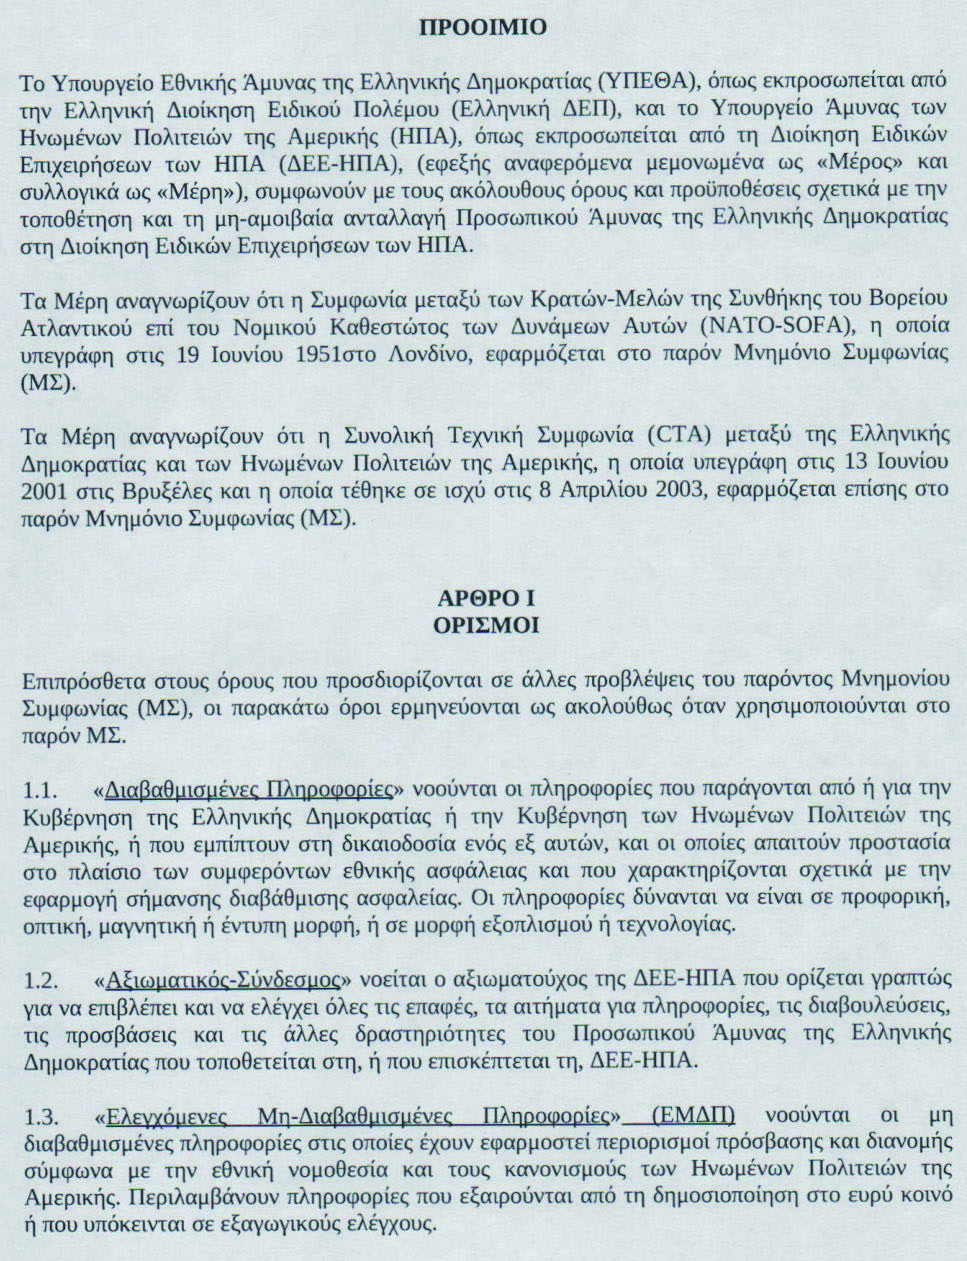 ΠΡΟΟΙΜΙΟ
Το Υπουργείο Εθνικής Άμυνας της Ελληνικής Δημοκρατίας (ΥΠΕΘΑ), όπως εκπροσωπείται από
την Ελληνική Διοίκηση Ειδικού Πολέμου (Ελληνική ΔΕΠ), και το Υπουργείο Άμυνας των
Ηνωμένων Πολιτειών της Αμερικής (ΗΠΑ), όπως εκπροσωπείται από τη Διοίκηση Ειδικών
Επιχειρήσεων των ΗΠΑ (ΔΕΕ-ΗΠΑ), (εφεξής αναφερόμενα μεμονωμένα ως «Μέρος» και
συλλογικά ως «Μέρη»), συμφωνούν με τους ακόλουθους όρους και προϋποθέσεις σχετικά με την
τοποθέτηση και τη μη-αμοιβαία ανταλλαγή Προσωπικού Άμυνας της Ελληνικής Δημοκρατίας
στη Διοίκηση Ειδικών Επιχειρήσεων των ΗΠΑ.
Τα Μέρη αναγνωρίζουν ότι η Συμφωνία μεταξύ των Κρατών-Μελών της Συνθήκης του Βορείου
Ατλαντικού επί του Νομικού Καθεστώτος των Δυνάμεων Αυτών (NATO-SOFA), η οποία
υπεγράφη στις 19 Ιουνίου 1951στο Λονδίνο, εφαρμόζεται στο παρόν Μνημόνιο Συμφωνίας
(ΜΣ).
Τα Μέρη αναγνωρίζουν ότι η Συνολική Τεχνική Συμφωνία (CTA) μεταξύ της Ελληνικής
Δημοκρατίας και των Ηνωμένων Πολιτειών της Αμερικής, η οποία υπεγράφη στις 13 Ιουνίου
2001 στις Βρυξέλες και η οποία τέθηκε σε ισχύ στις 8 Απριλίου 2003, εφαρμόζεται επίσης στο
παρόν Μνημόνιο Συμφωνίας (ΜΣ).
ΑΡΘΡΟ Ι
ΟΡΙΣΜΟΙ
Επιπρόσθετα στους όρους που προσδιορίζονται σε άλλες προβλέψεις του παρόντος Μνημονίου
Συμφωνίας (ΜΣ), οι παρακάτω όροι ερμηνεύονται ως ακολούθως όταν χρησιμοποιούνται στο
παρόν ΜΣ.
1.1. «Διαβαθμισμένες Πληροφορίες» νοούνται οι πληροφορίες που παράγονται από ή για την
Κυβέρνηση της Ελληνικής Δημοκρατίας ή την Κυβέρνηση των Ηνωμένων Πολιτειών της
Αμερικής, ή που εμπίπτουν στη δικαιοδοσία ενός εξ αυτών, και οι οποίες απαιτούν προστασία
στο πλαίσιο των συμφερόντων εθνικής ασφάλειας και που χαρακτηρίζονται σχετικά με την
εφαρμογή σήμανσης διαβάθμισης ασφαλείας. Οι πληροφορίες δύνανται να είναι σε προφορική,
οπτική, μαγνητική ή έντυπη μορφή, ή σε μορφή εξοπλισμού ή τεχνολογίας.
1.2. «Αξιωματικός-Σύνδεσμος» νοείται ο αξιωματούχος της ΔΕΕ-ΗΠΑ που ορίζεται γραπτώς
για να επιβλέπει και να ελέγχει όλες τις επαφές, τα αιτήματα για πληροφορίες, τις διαβουλεύσεις,
τις προσβάσεις και τις άλλες δραστηριότητες του Προσωπικού Άμυνας της Ελληνικής
Δημοκρατίας που τοποθετείται στη, ή που επισκέπτεται τη, ΔΕΕ-ΗΠΑ.
1.3. «Ελεγχόμενες Μη-Διαβαθμισμένες Πληροφορίες» (ΕΜΔΠ) νοούνται οι μη
διαβαθμισμένες πληροφορίες στις οποίες έχουν εφαρμοστεί περιορισμοί πρόσβασης και διανομής
σύμφωνα με την εθνική νομοθεσία και τους κανονισμούς των Ηνωμένων Πολιτειών της
Αμερικής. Περιλαμβάνουν πληροφορίες που εξαιρούνται από τη δημοσιοποίηση στο ευρύ κοινό
ή που υπόκεινται σε εξαγωγικούς ελέγχους.